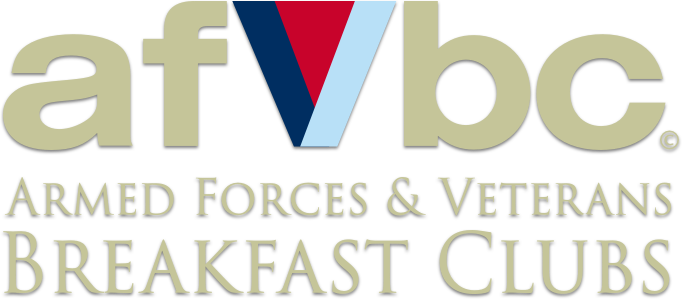 afVbc©
Armed Forces & Veterans
Breakfast Clubs